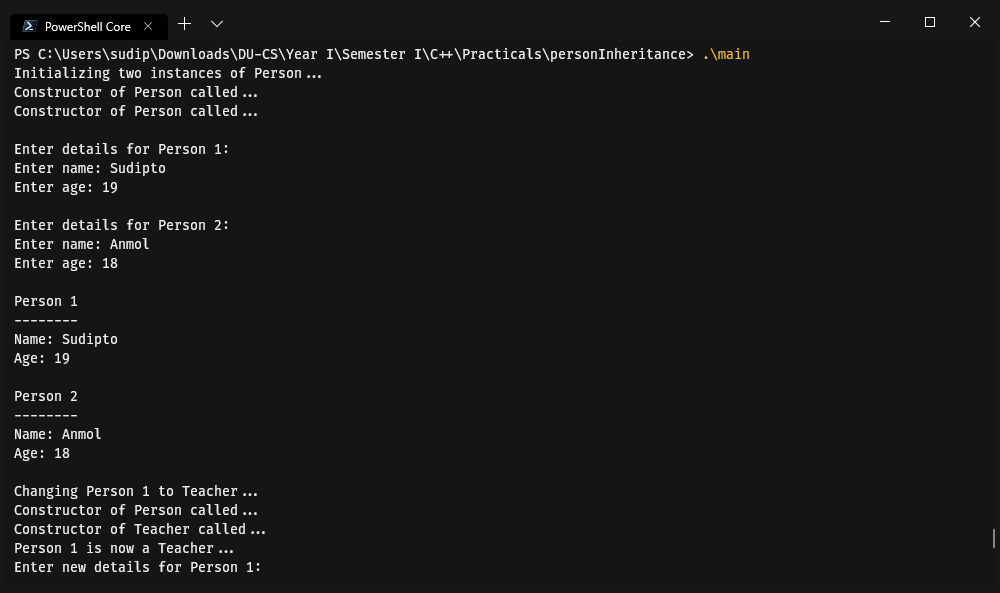 PowerShell Core
PS C:\Users\sudip\Downloads\DU-CS\Year I\Semester I\C++\Practicals\personInheritance> .\main
Initializing two instances of Person...
Constructor of Person called...
Constructor of Person called...
Enter details for Person 1:
Enter name: Sudipto
Enter age: 19
Enter details for Person 2:
Enter name: Anmol
Enter age: 18
Person 1
--------
Name: Sudipto
Age: 19
Person 2
--------
Name: Anmol
Age: 18
Changing Person 1 to Teacher...
Constructor of Person called...
Constructor of Teacher called...
Person 1 is now a Teacher...
Enter new details for Person 1: